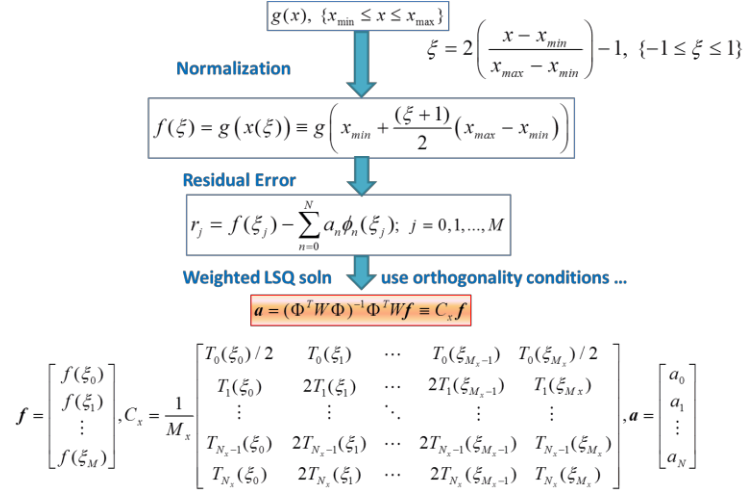 g(x), {x_min ≤ x ≤ x_max}
ξ = 2( (x − x_min) / (x_max − x_min) ) − 1, {−1 ≤ ξ ≤ 1}
Normalization
f(ξ) = g(x(ξ)) ≡ g( x_min + (ξ+1)/2 (x_max − x_min) )
Residual Error
r_j = f(ξ_j) − ∑_{n=0}^{N} a_n ϕ_n(ξ_j); j = 0,1,...,M
Weighted LSQ soln use orthogonality conditions ...
a = (Φ^T W Φ)^{-1} Φ^T W f ≡ C_x f
T_0(ξ_0)/2 T_0(ξ_1) ⋯ T_0(ξ_{M_x−1}) T_0(ξ_{M_x})/2
f(ξ_0) T_1(ξ_0) 2T_1(ξ_1) ⋯ 2T_1(ξ_{M_x−1}) T_1(ξ_{Mx}) a_0
f = f(ξ_1) , C_x = 1/M_x ⋮ ⋮ ⋱ ⋮ ⋮ , a = a_1
⋮ T_{N_x−1}(ξ_0) 2T_{N_x−1}(ξ_1) ⋯ 2T_{N_x−1}(ξ_{M_x−1}) T_{N_x−1}(ξ_{M_x}) ⋮
f(ξ_M) T_{N_x}(ξ_0) 2T_{N_x}(ξ_1) ⋯ 2T_{N_x}(ξ_{M_x−1}) T_{N_x}(ξ_{M_x}) a_N